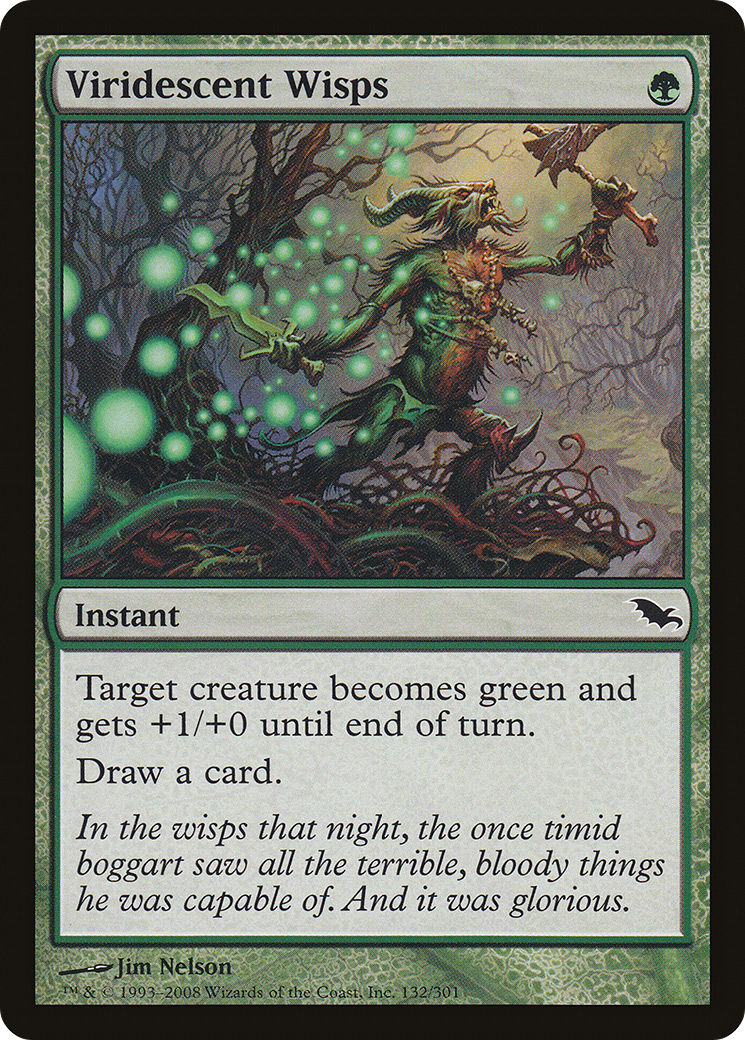 Viridescent Wisps
Instant
Target creature becomes green and
gets +1/+0 until end of turn.
Draw a card.
In the wisps that night, the once timid
boggart saw all the terrible, bloody things
he was capable of. And it was glorious.
Jim Nelson
™ & © 1993–2008 Wizards of the Coast, Inc. 132/301